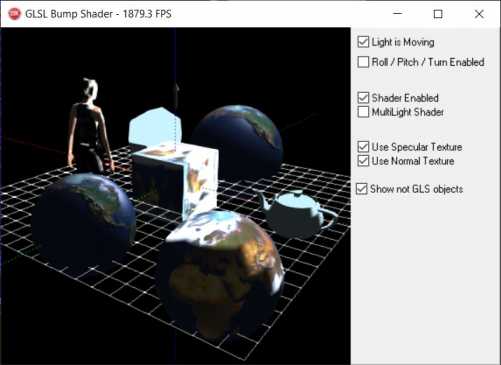 GLSL Bump Shader - 1879.3 FPS
Light is Moving
Roll / Pitch / Turn Enabled
Shader Enabled
MultiLight Shader
Use Specular Texture
Use Normal Texture
Show not GLS objects